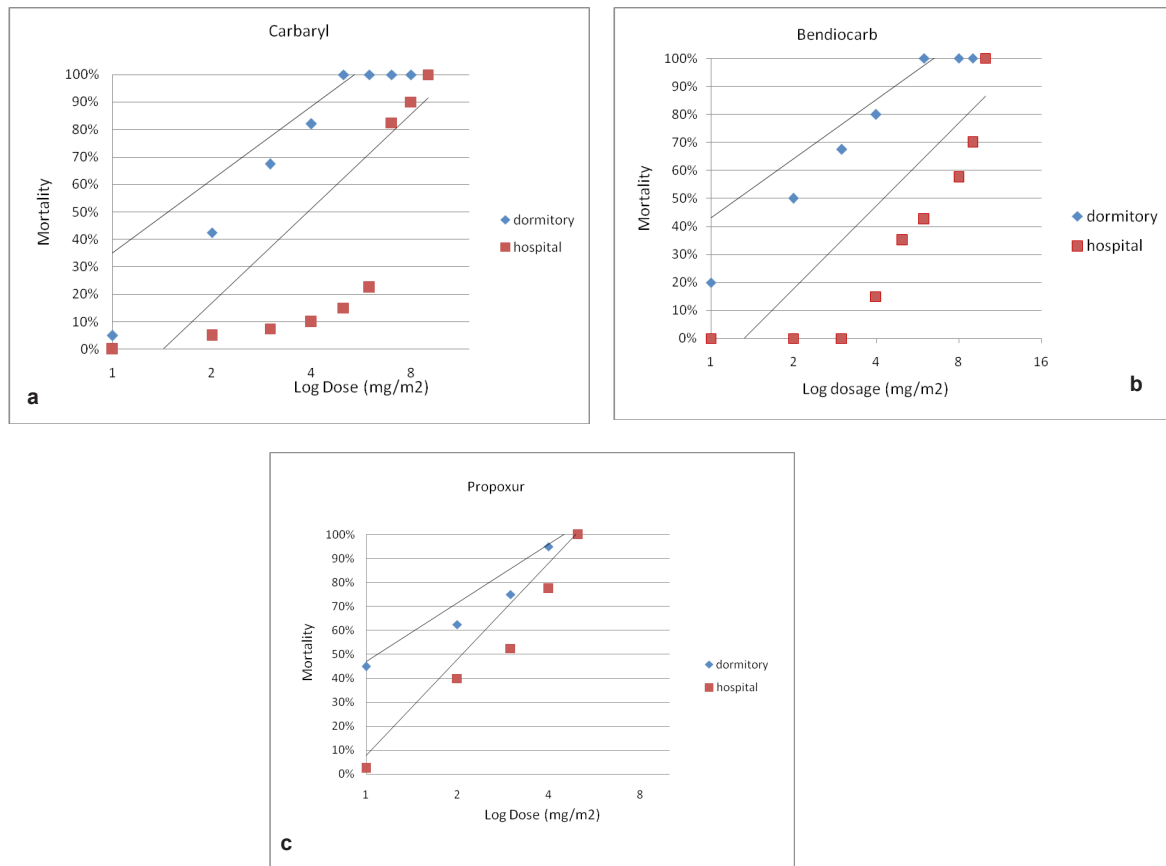 Carbaryl
100%
90%
80%
70%
60%
50%
40%
30%
20%
10%
0%
Mortality
1 2 4 8
Log Dose (mg/m2)
dormitory
hospital
a
Bendiocarb
100%
90%
80%
70%
60%
50%
40%
30%
20%
10%
0%
Mortality
1 2 4 8 16
Log dosage (mg/m2)
dormitory
hospital
b
Propoxur
100%
90%
80%
70%
60%
50%
40%
30%
20%
10%
0%
Mortality
1 2 4 8
Log Dose (mg/m2)
dormitory
hospital
c